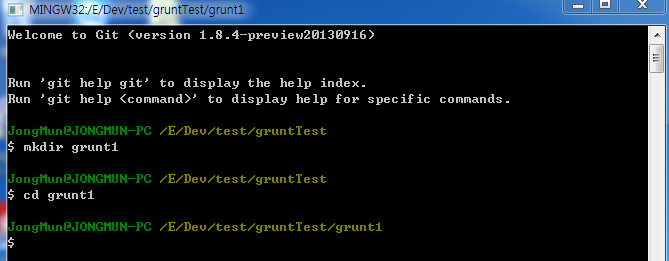 MINGW32:/E/Dev/test/gruntTest/grunt1
Welcome to Git (version 1.8.4-preview20130916)
Run 'git help git' to display the help index.
Run 'git help <command>' to display help for specific commands.
JongMun@JONGMUN-PC /E/Dev/test/gruntTest
$ mkdir grunt1
JongMun@JONGMUN-PC /E/Dev/test/gruntTest
$ cd grunt1
JongMun@JONGMUN-PC /E/Dev/test/gruntTest/grunt1
$